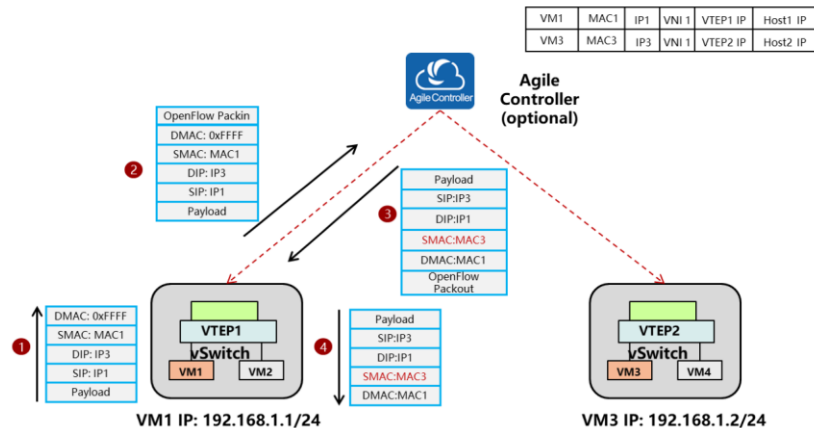 VM1 MAC1 IP1 VNI 1 VTEP1 IP Host1 IP
VM3 MAC3 IP3 VNI 1 VTEP2 IP Host2 IP
Agile Controller
Agile
Controller
(optional)
2
OpenFlow Packin
DMAC: 0xFFFF
SMAC: MAC1
DIP: IP3
SIP: IP1
Payload
3
Payload
SIP:IP3
DIP:IP1
SMAC:MAC3
DMAC:MAC1
OpenFlow
Packout
1
DMAC: 0xFFFF
SMAC: MAC1
DIP: IP3
SIP: IP1
Payload
VTEP1
vSwitch
VM1 VM2
4
Payload
SIP:IP3
DIP:IP1
SMAC:MAC3
DMAC:MAC1
VTEP2
vSwitch
VM3 VM4
VM1 IP: 192.168.1.1/24
VM3 IP: 192.168.1.2/24